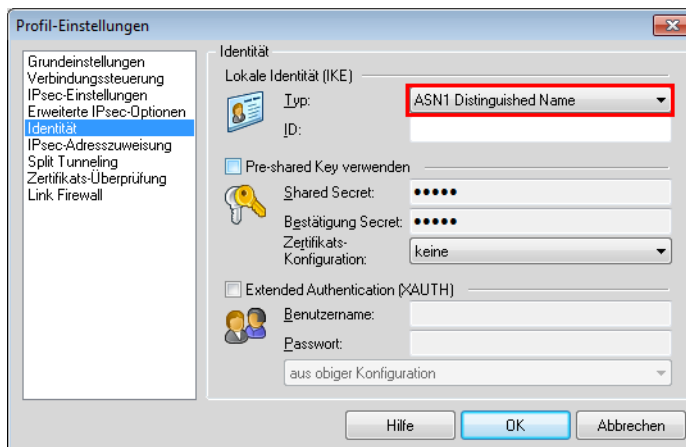 Profil-Einstellungen
Grundeinstellungen
Verbindungssteuerung
IPsec-Einstellungen
Erweiterte IPsec-Optionen
Identität
IPsec-Adresszuweisung
Split Tunneling
Zertifikats-Überprüfung
Link Firewall
Identität
Lokale Identität (IKE)
Typ: ASN1 Distinguished Name
ID:
Pre-shared Key verwenden
Shared Secret: •••••
Bestätigung Secret: •••••
Zertifikats-
Konfiguration: keine
Extended Authentication (XAUTH)
Benutzername:
Passwort:
aus obiger Konfiguration
Hilfe OK Abbrechen